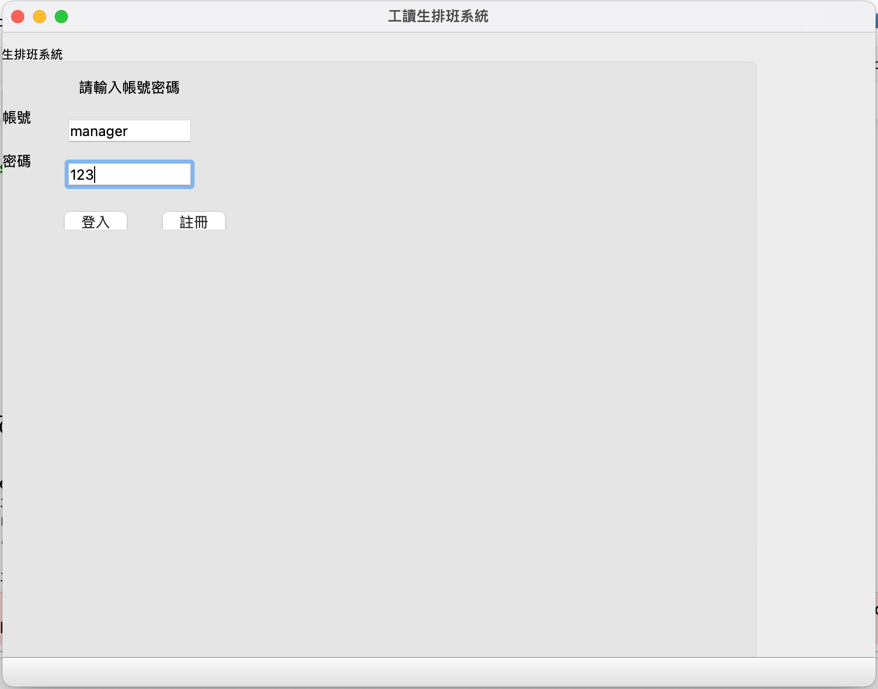 工讀生排班系統
生排班系統
請輸入帳號密碼
帳號
manager
密碼
123
登入
註冊